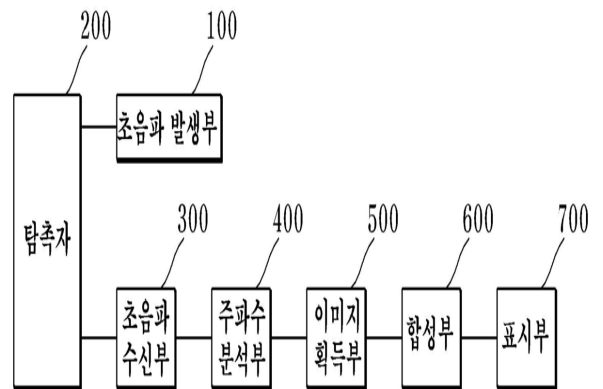 200
100
초음파 발생부
탐촉자
300
400
500
600
700
초음파
수신부
주파수
분석부
이미지
획득부
합성부
표시부